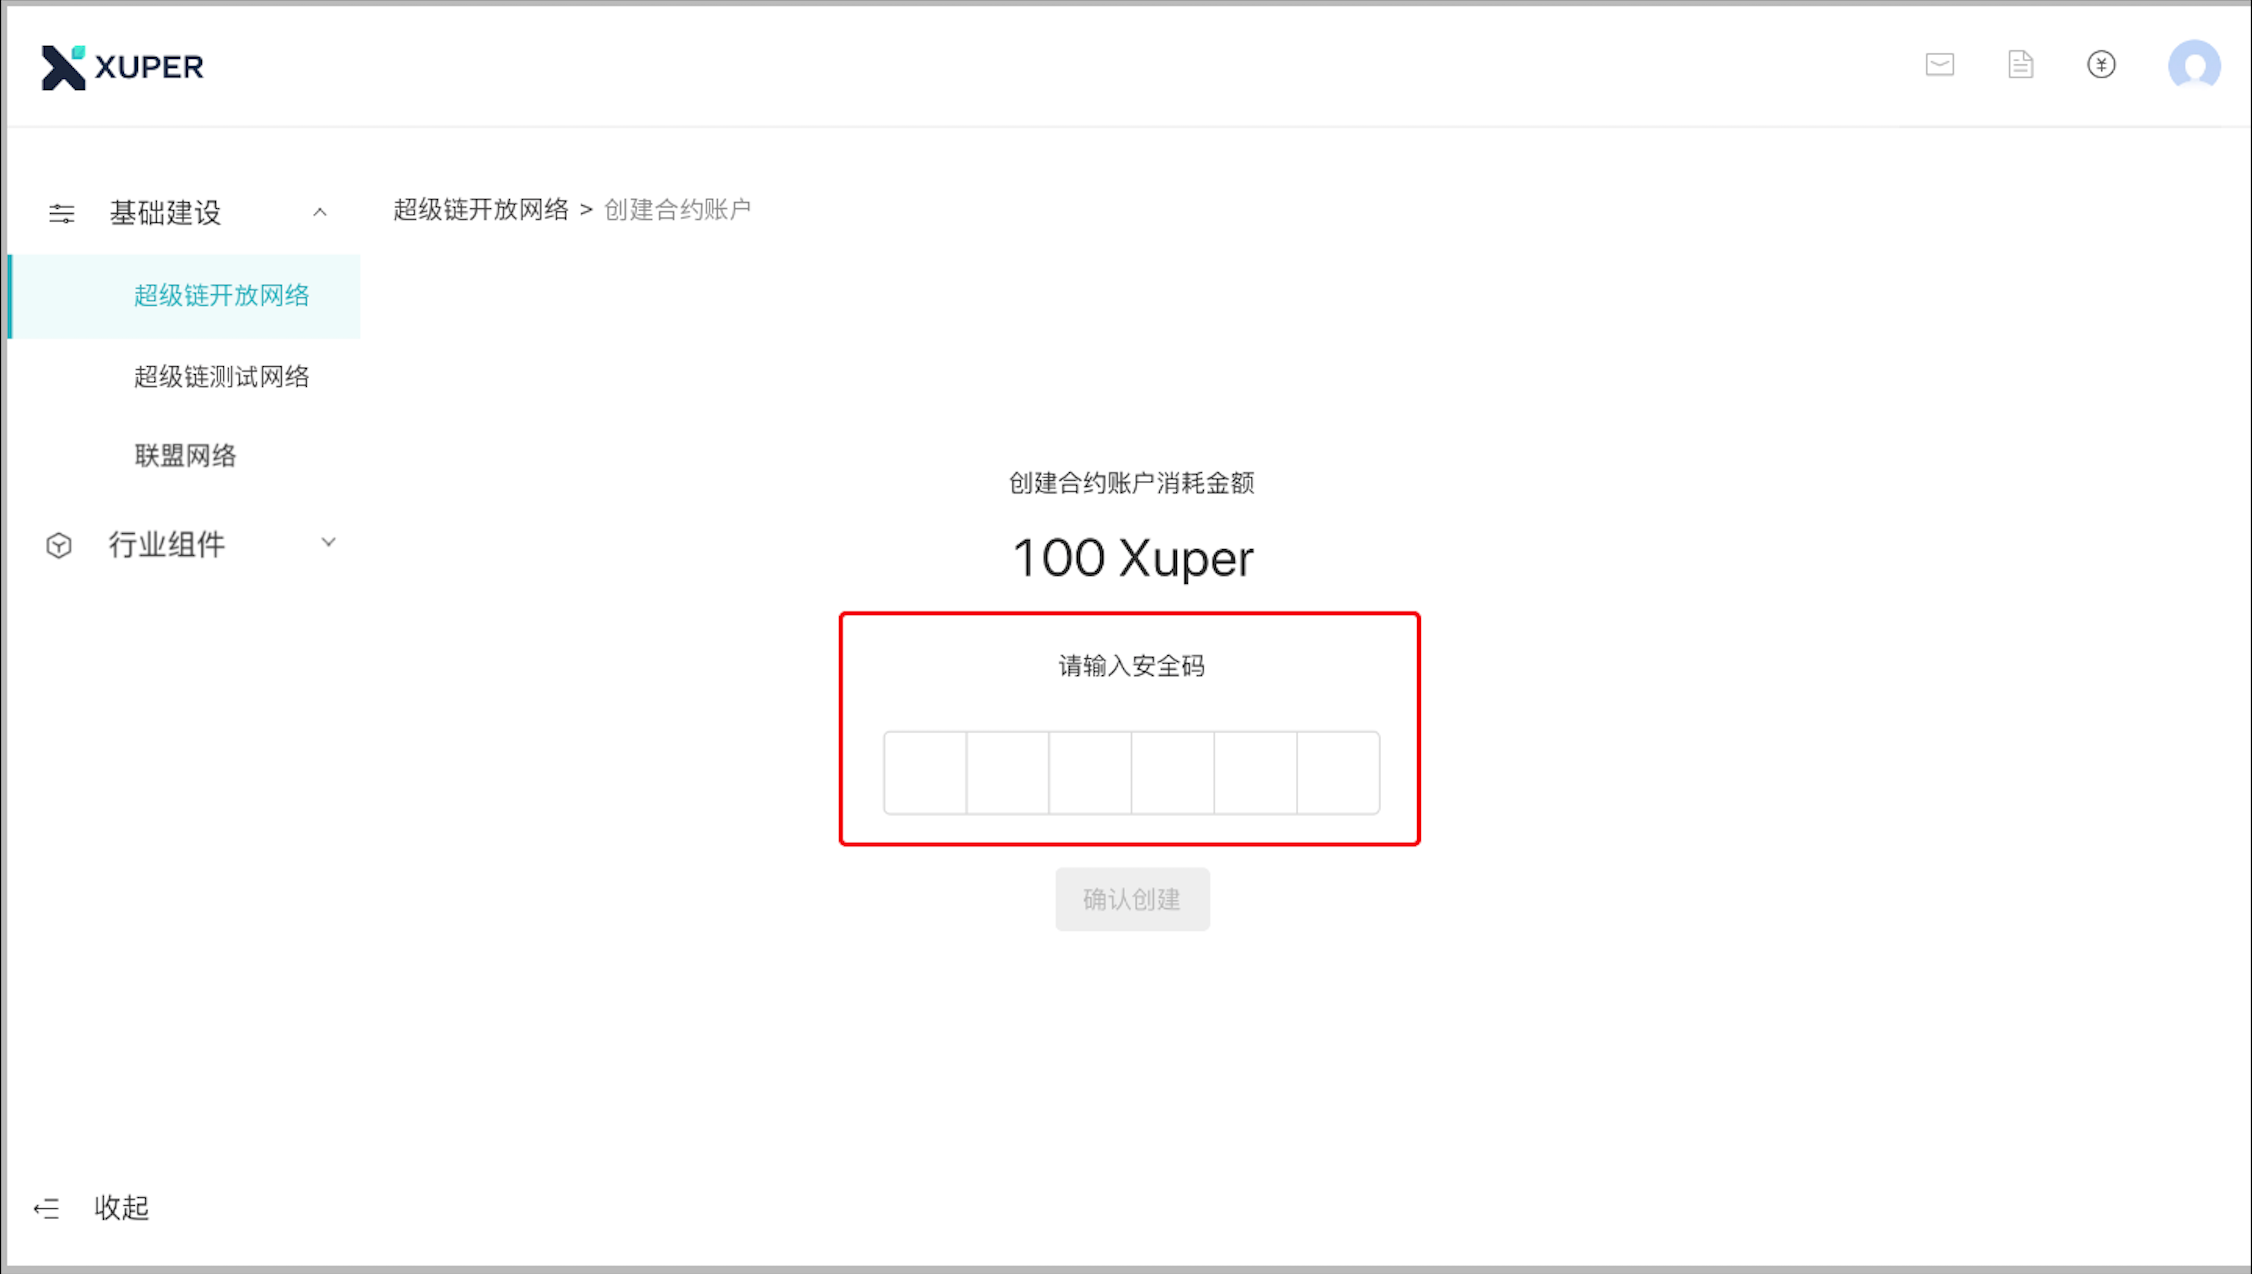 XUPER
基础建设
超级链开放网络 > 创建合约账户
超级链开放网络
超级链测试网络
联盟网络
行业组件
创建合约账户消耗金额
100 Xuper
请输入安全码
确认创建
收起